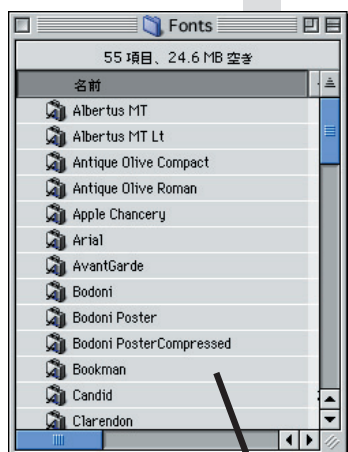 Fonts
55 項目、24.6 MB 空き
名前
Albertus MT
Albertus MT Lt
Antique Olive Compact
Antique Olive Roman
Apple Chancery
Arial
AvantGarde
Bodoni
Bodoni Poster
Bodoni PosterCompressed
Bookman
Candid
Clarendon